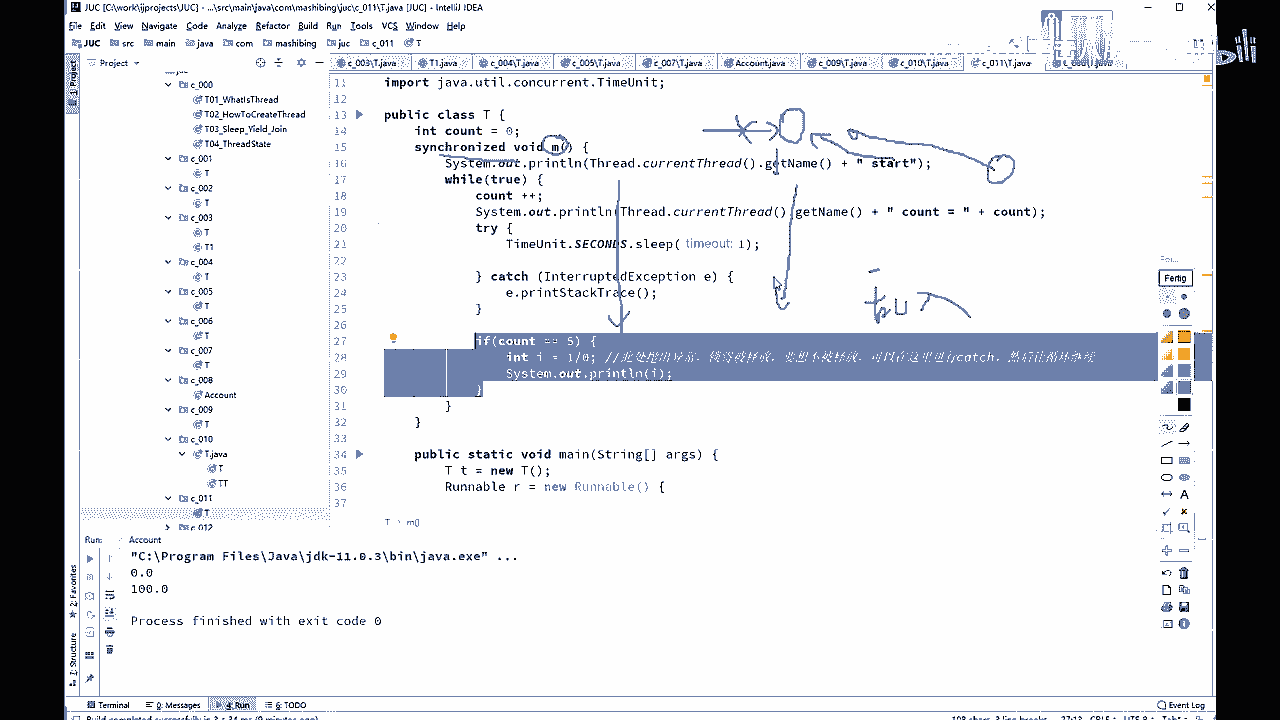 JUC [C:\work\ijprojects\JUC] - ...\src\main\java\com\mashibing\juc\c_011\T.java [JUC] - IntelliJ IDEA
File Edit View Navigate Code Analyze Refactor Build Run Tools VCS Window Help
JUC src main java com mashibing juc c_011 T
Project
c_003\T.java T1.java c_004\T.java c_005\T.java c_007\T.java Account.java c_009\T.java c_010\T.java c_011\T.java
c_000
T01_WhatIsThread
T02_HowToCreateThread
T03_Sleep_Yield_Join
T04_ThreadState
c_001
T
c_002
T
c_003
T
T1
c_004
T
c_005
T
c_006
T
c_007
T
c_008
Account
c_009
T
c_010
T.java
T
TT
c_011
T
c_012
11 import java.util.concurrent.TimeUnit;
12
13 public class T {
14 int count = 0;
15 synchronized void m() {
16 System.out.println(Thread.currentThread().getName() + " start");
17 while(true) {
18 count ++;
19 System.out.println(Thread.currentThread().getName() + " count = " + count);
20 try {
21 TimeUnit.SECONDS.sleep( timeout: 1);
22
23 } catch (InterruptedException e) {
24 e.printStackTrace();
25 }
26
27 if(count == 5) {
28 int i = 1/0; //此处抛出异常，锁将被释放，要想不被释放，可以在这里进行catch，然后让循环继续
29 System.out.println(i);
30 }
31 }
32 }
33
34 public static void main(String[] args) {
35 T t = new T();
36 Runnable r = new Runnable() {
37
T › m()
Fertig
Run: Account
"C:\Program Files\Java\jdk-11.0.3\bin\java.exe" ...
0.0
100.0
Process finished with exit code 0
1: Project
2: Favorites
7: Structure
Terminal 0: Messages 4: Run 6: TODO
Event Log